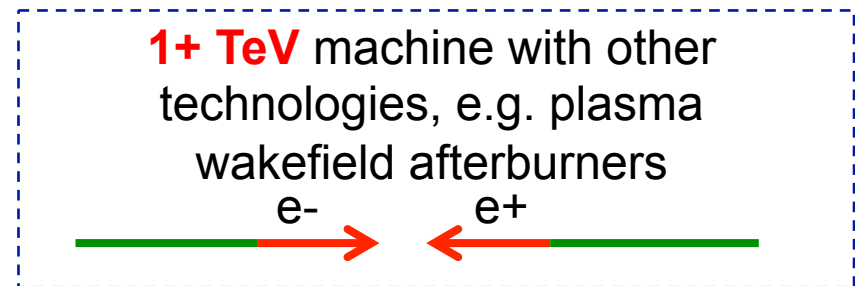 1+ TeV machine with other
technologies, e.g. plasma
wakefield afterburners
e- e+